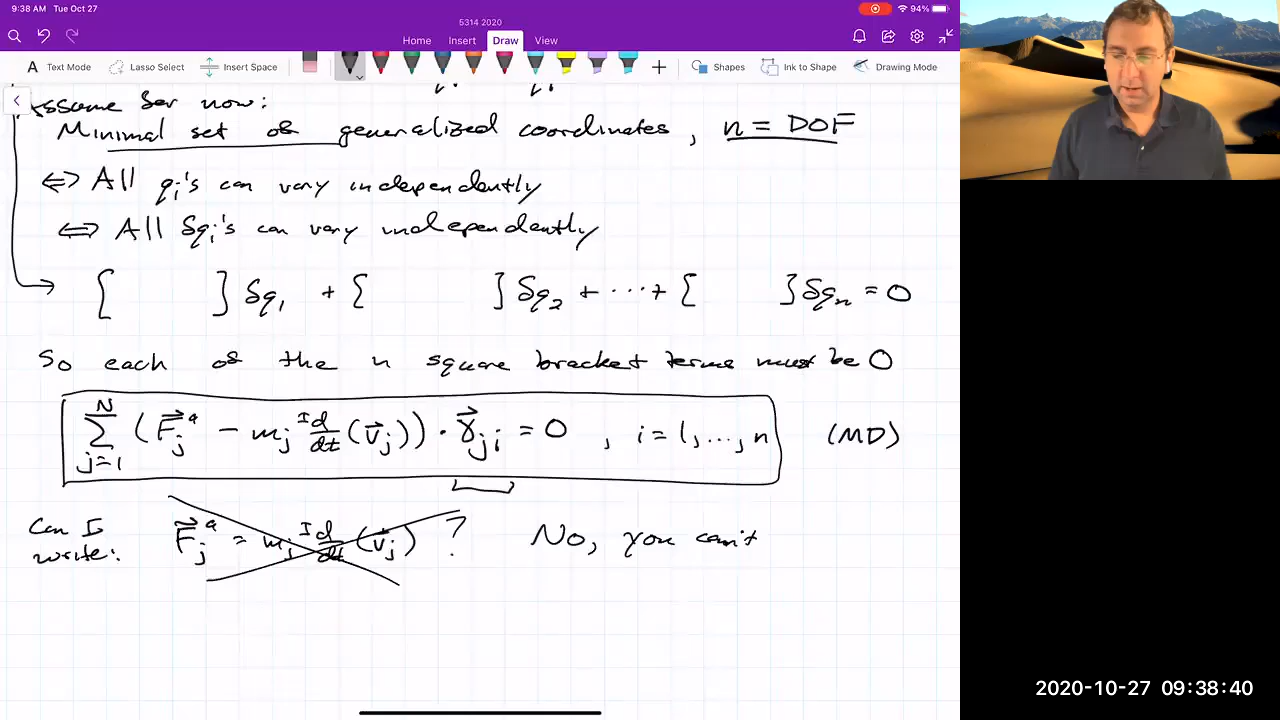 9:38 AM Tue Oct 27
94%
5314 2020
Home Insert Draw View
Text Mode Lasso Select Insert Space Shapes Ink to Shape Drawing Mode
Assume for now:
Minimal set of generalized coordinates, n = DOF
⟺ All qᵢ's can vary independently
⟺ All δqᵢ's can vary independently
[ ] δq₁ + [ ] δq₂ + ... + [ ] δqₙ = 0
So each of the n square bracket terms must be 0
∑_{j=1}^{N} (F⃗ⱼᵃ - mⱼ ᴵd/dt (v⃗ⱼ)) · γ⃗ⱼᵢ = 0 , i = 1, ..., n (MD)
Can I write: F⃗ⱼᵃ = mⱼ ᴵd/dt (v⃗ⱼ) ? No, you can't
2020-10-27 09:38:40